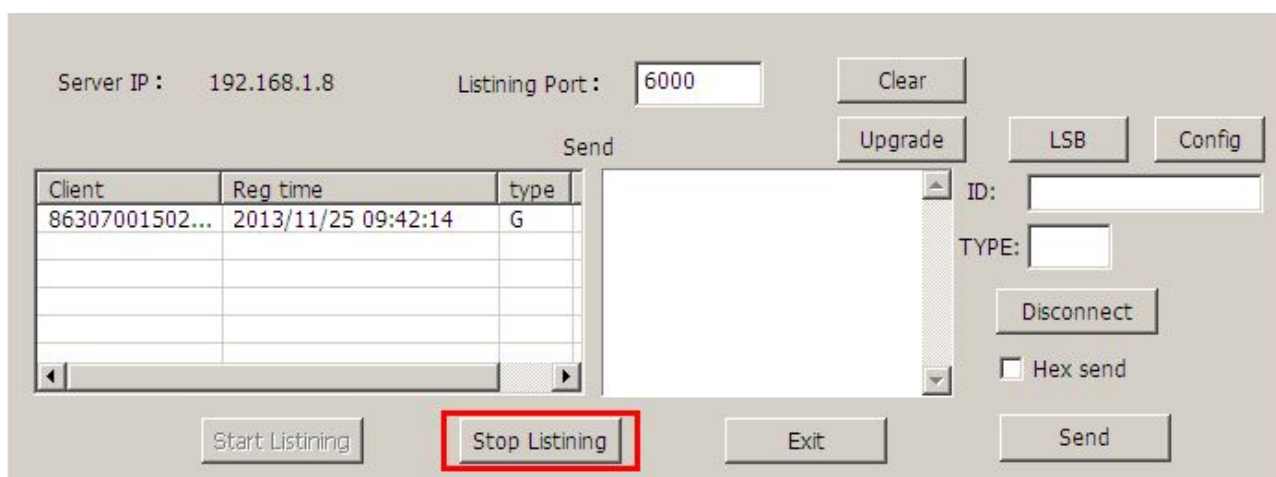 Server IP： 192.168.1.8 Listining Port： 6000 Clear
Send Upgrade LSB Config
Client Reg time type ID:
86307001502... 2013/11/25 09:42:14 G
TYPE:
Disconnect
Hex send
Start Listining Stop Listining Exit Send